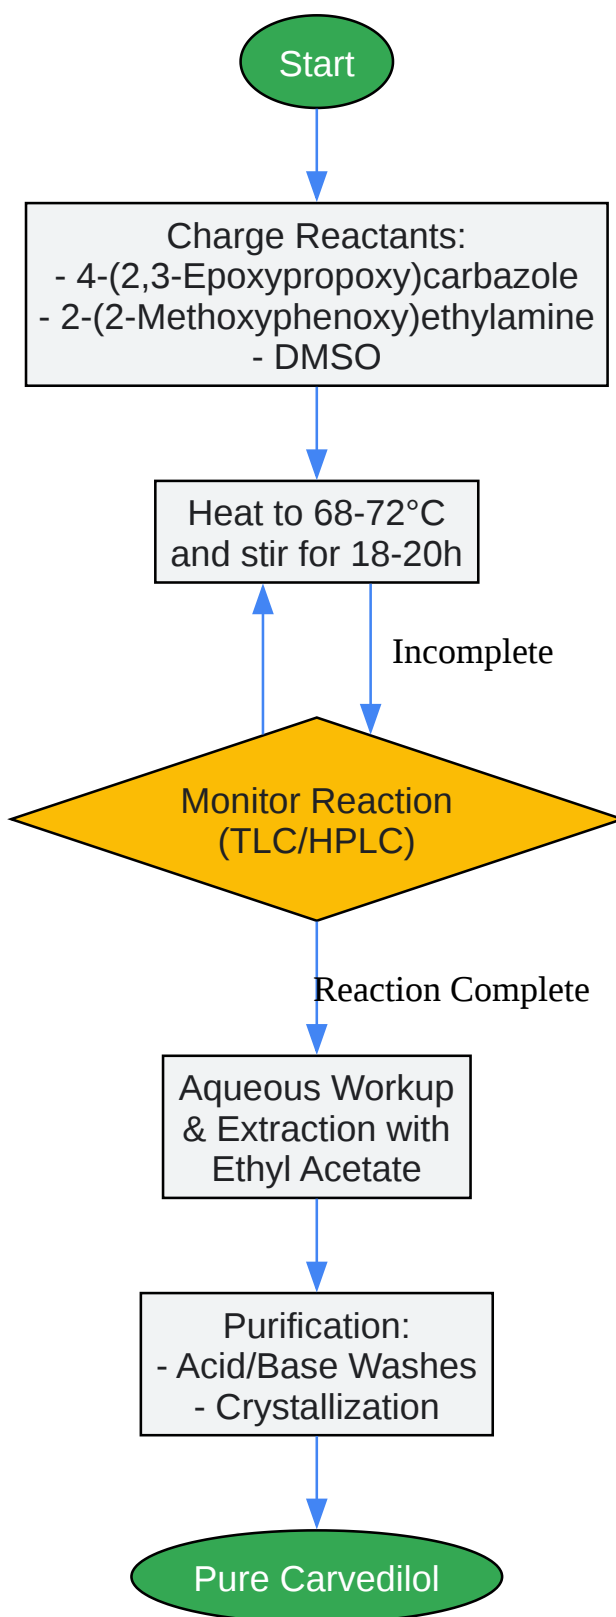 Start
Charge Reactants:
- 4-(2,3-Epoxypropoxy)carbazole
- 2-(2-Methoxyphenoxy)ethylamine
- DMSO
Heat to 68-72°C
and stir for 18-20h
Incomplete
Monitor Reaction
(TLC/HPLC)
Reaction Complete
Aqueous Workup
& Extraction with
Ethyl Acetate
Purification:
- Acid/Base Washes
- Crystallization
Pure Carvedilol